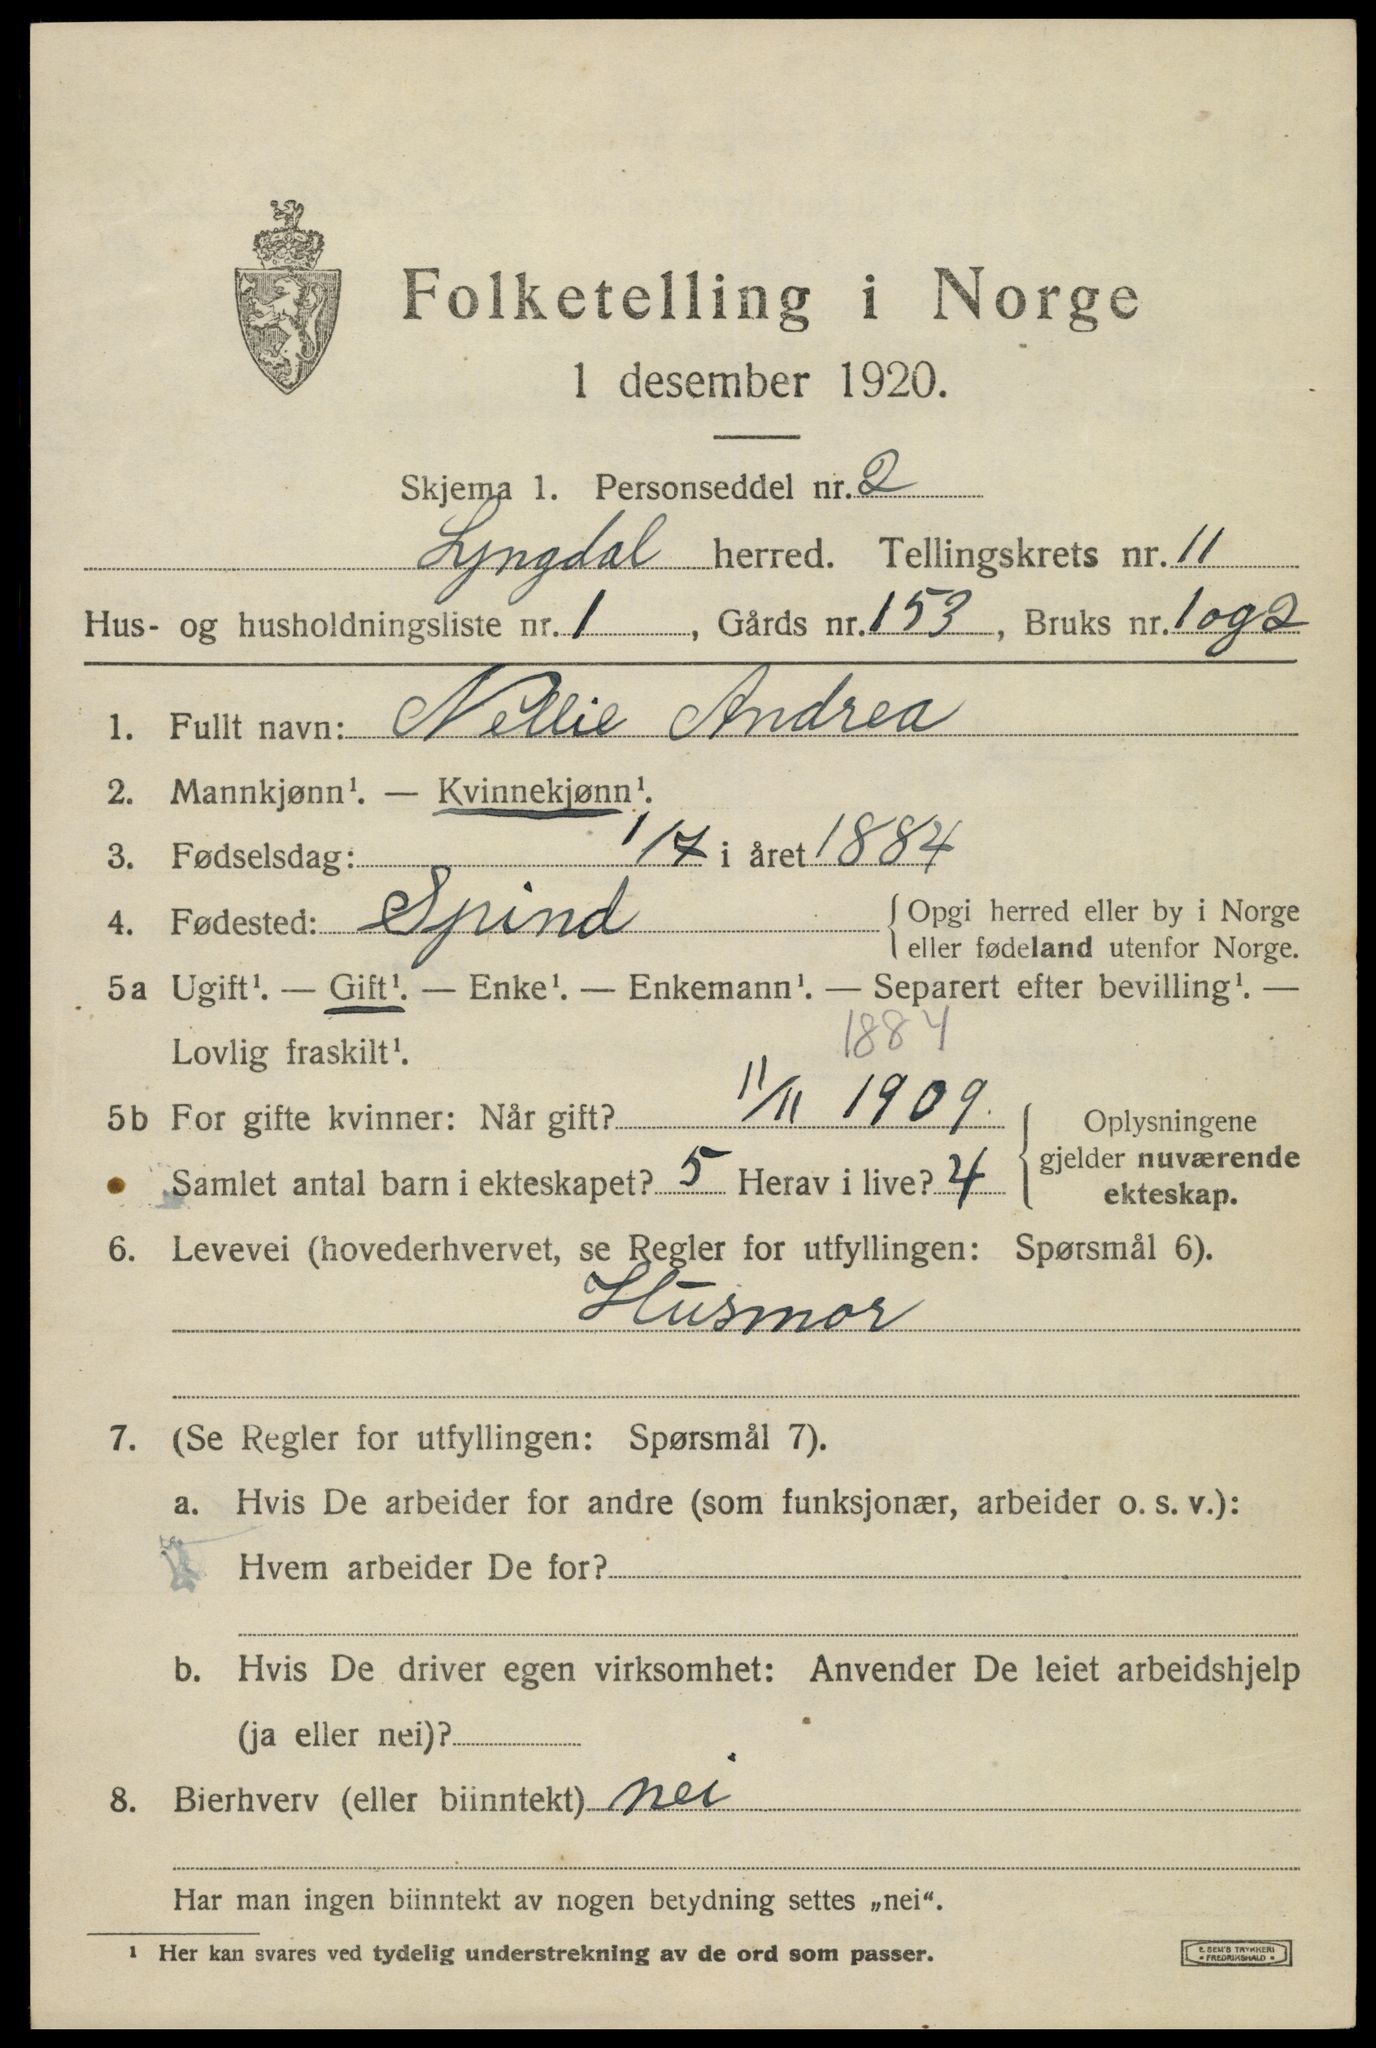 Folketelling i Norge
1 desember 1920.
Skjema 1. Personseddel nr. 2
Lyngdal herred. Tellingskrets nr. 11
Hus- og husholdningsliste nr. 1, Gårds nr. 153, Bruks nr. 1 og 2
1. Fullt navn: Nellie Andrea
2. Mannkjønn¹. — Kvinnekjønn¹.
3. Fødselsdag: 1/7 i året 1884
4. Fødested: Spind {Opgi herred eller by i Norge
eller fødeland utenfor Norge.
5a Ugift¹. — Gift¹. — Enke¹. — Enkemann¹. — Separert efter bevilling¹. —
Lovlig fraskilt¹. 1884
5b For gifte kvinner: Når gift? 11/11 1909. { Oplysningene
gjelder nuværende
Samlet antal barn i ekteskapet? 5 Herav i live? 4 ekteskap.
6. Levevei (hovederhvervet, se Regler for utfyllingen: Spørsmål 6).
Husmor
7. (Se Regler for utfyllingen: Spørsmål 7).
a. Hvis De arbeider for andre (som funksjonær, arbeider o. s. v.):
Hvem arbeider De for?
b. Hvis De driver egen virksomhet: Anvender De leiet arbeidshjelp
(ja eller nei)?
8. Bierhverv (eller biinntekt) nei
Har man ingen biinntekt av nogen betydning settes „nei“.
¹ Her kan svares ved tydelig understrekning av de ord som passer.
E. SEM'S TRYKKERI
FREDRIKSHALD